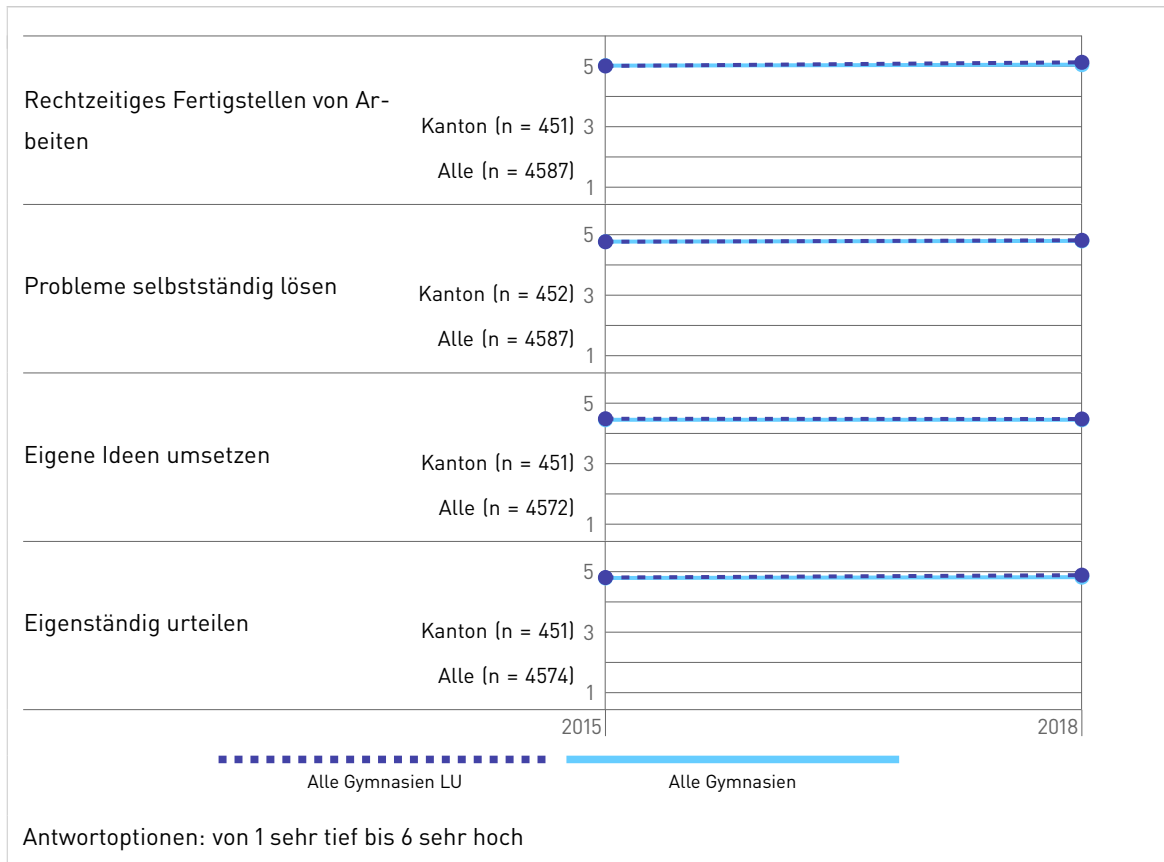 5
Rechtzeitiges Fertigstellen von Ar-
beiten
Kanton (n = 451) 3
Alle (n = 4587)
1
5
Probleme selbstständig lösen
Kanton (n = 452) 3
Alle (n = 4587)
1
5
Eigene Ideen umsetzen
Kanton (n = 451) 3
Alle (n = 4572)
1
5
Eigenständig urteilen
Kanton (n = 451) 3
Alle (n = 4574)
1
2015 2018
Alle Gymnasien LU Alle Gymnasien
Antwortoptionen: von 1 sehr tief bis 6 sehr hoch